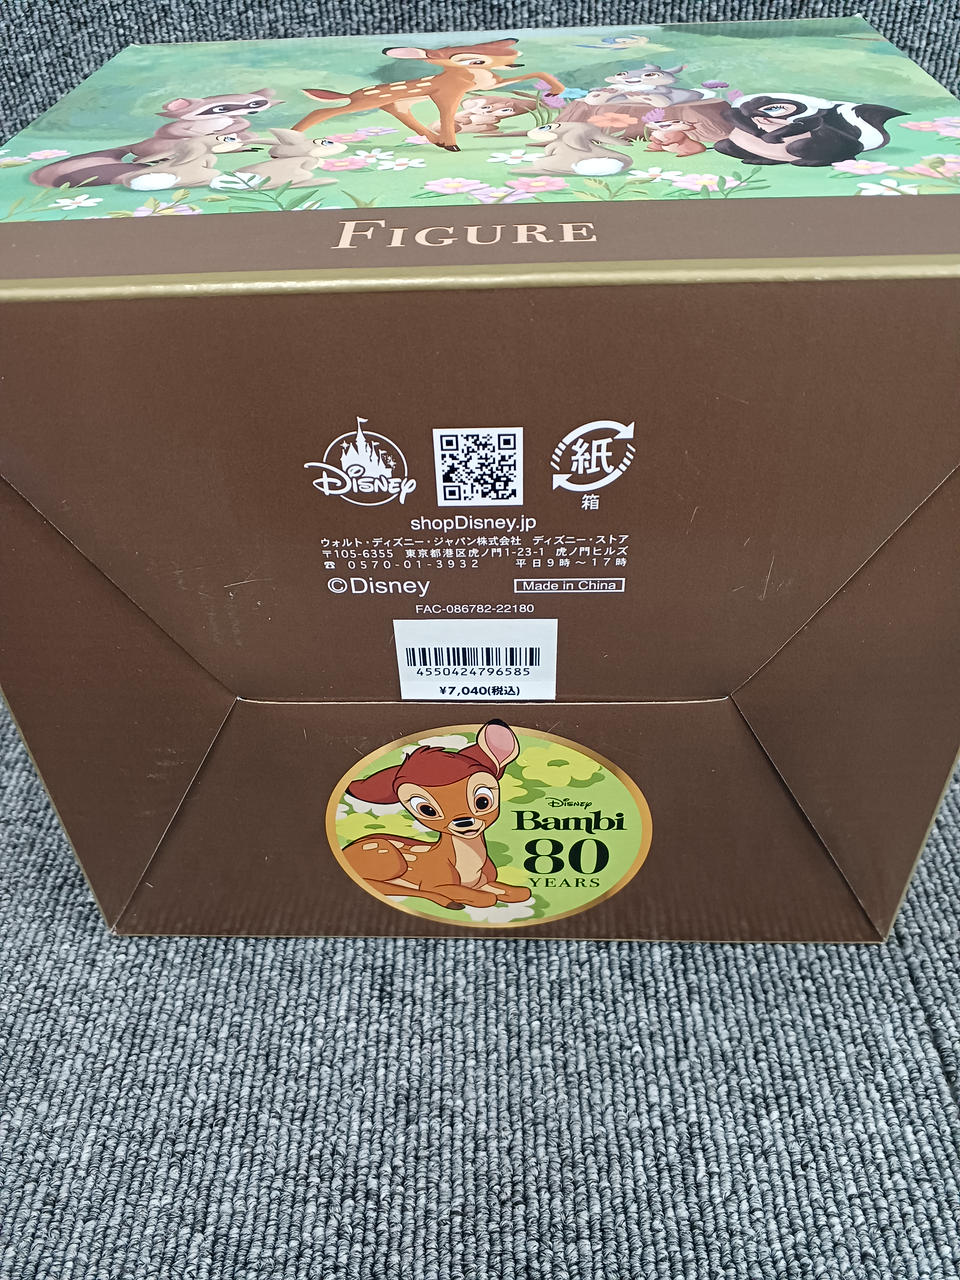 FIGURE
Disney
紙
箱
shopDisney.jp
ウォルト・ディズニー・ジャパン株式会社 ディズニー・ストア
〒105-6355 東京都港区虎ノ門1-23-1 虎ノ門ヒルズ
☎ 0570-01-3932 平日9時～17時
©Disney Made in China
FAC-086782-22180
4550424796585
¥7,040(税込)
Disney
Bambi
80
YEARS